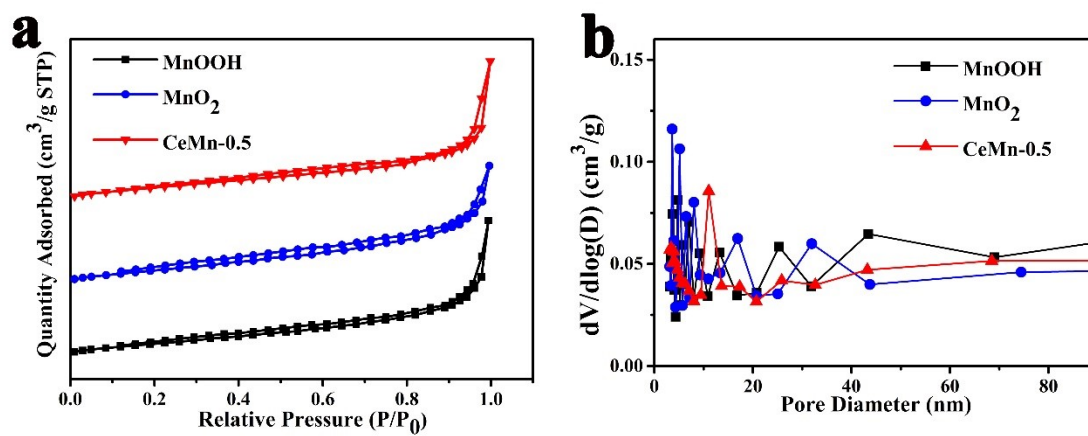 a
MnOOH
MnO2
CeMn-0.5
Quantity Adsorbed (cm3/g STP)
0.0 0.2 0.4 0.6 0.8 1.0
Relative Pressure (P/P0)
b
0.15
0.10
0.05
0.00
MnOOH
MnO2
CeMn-0.5
dV/dlog(D) (cm3/g)
0 20 40 60 80
Pore Diameter (nm)